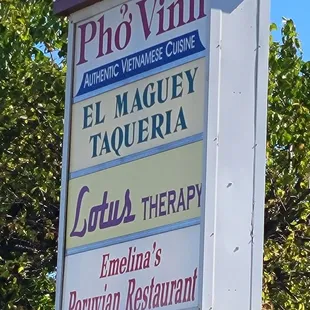 Phở Vinh
AUTHENTIC VIETNAMESE CUISINE
EL MAGUEY
TAQUERIA
Lotus THERAPY
Emelina's
Peruvian Restaurant